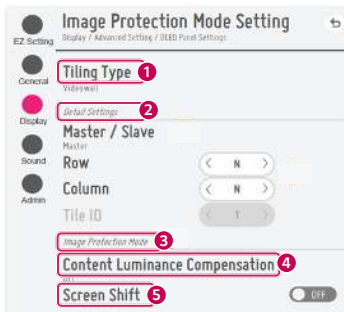 Image Protection Mode Setting
Display / Advanced Setting / OLED Panel Settings
EZ Setting
General
Display
Sound
Admin
Tiling Type 1
Videowall
Detail Settings 2
Master / Slave
Master
Row < N >
Column < N >
Tile ID < 1 >
Image Protection Mode 3
Content Luminance Compensation 4
Screen Shift 5 OFF